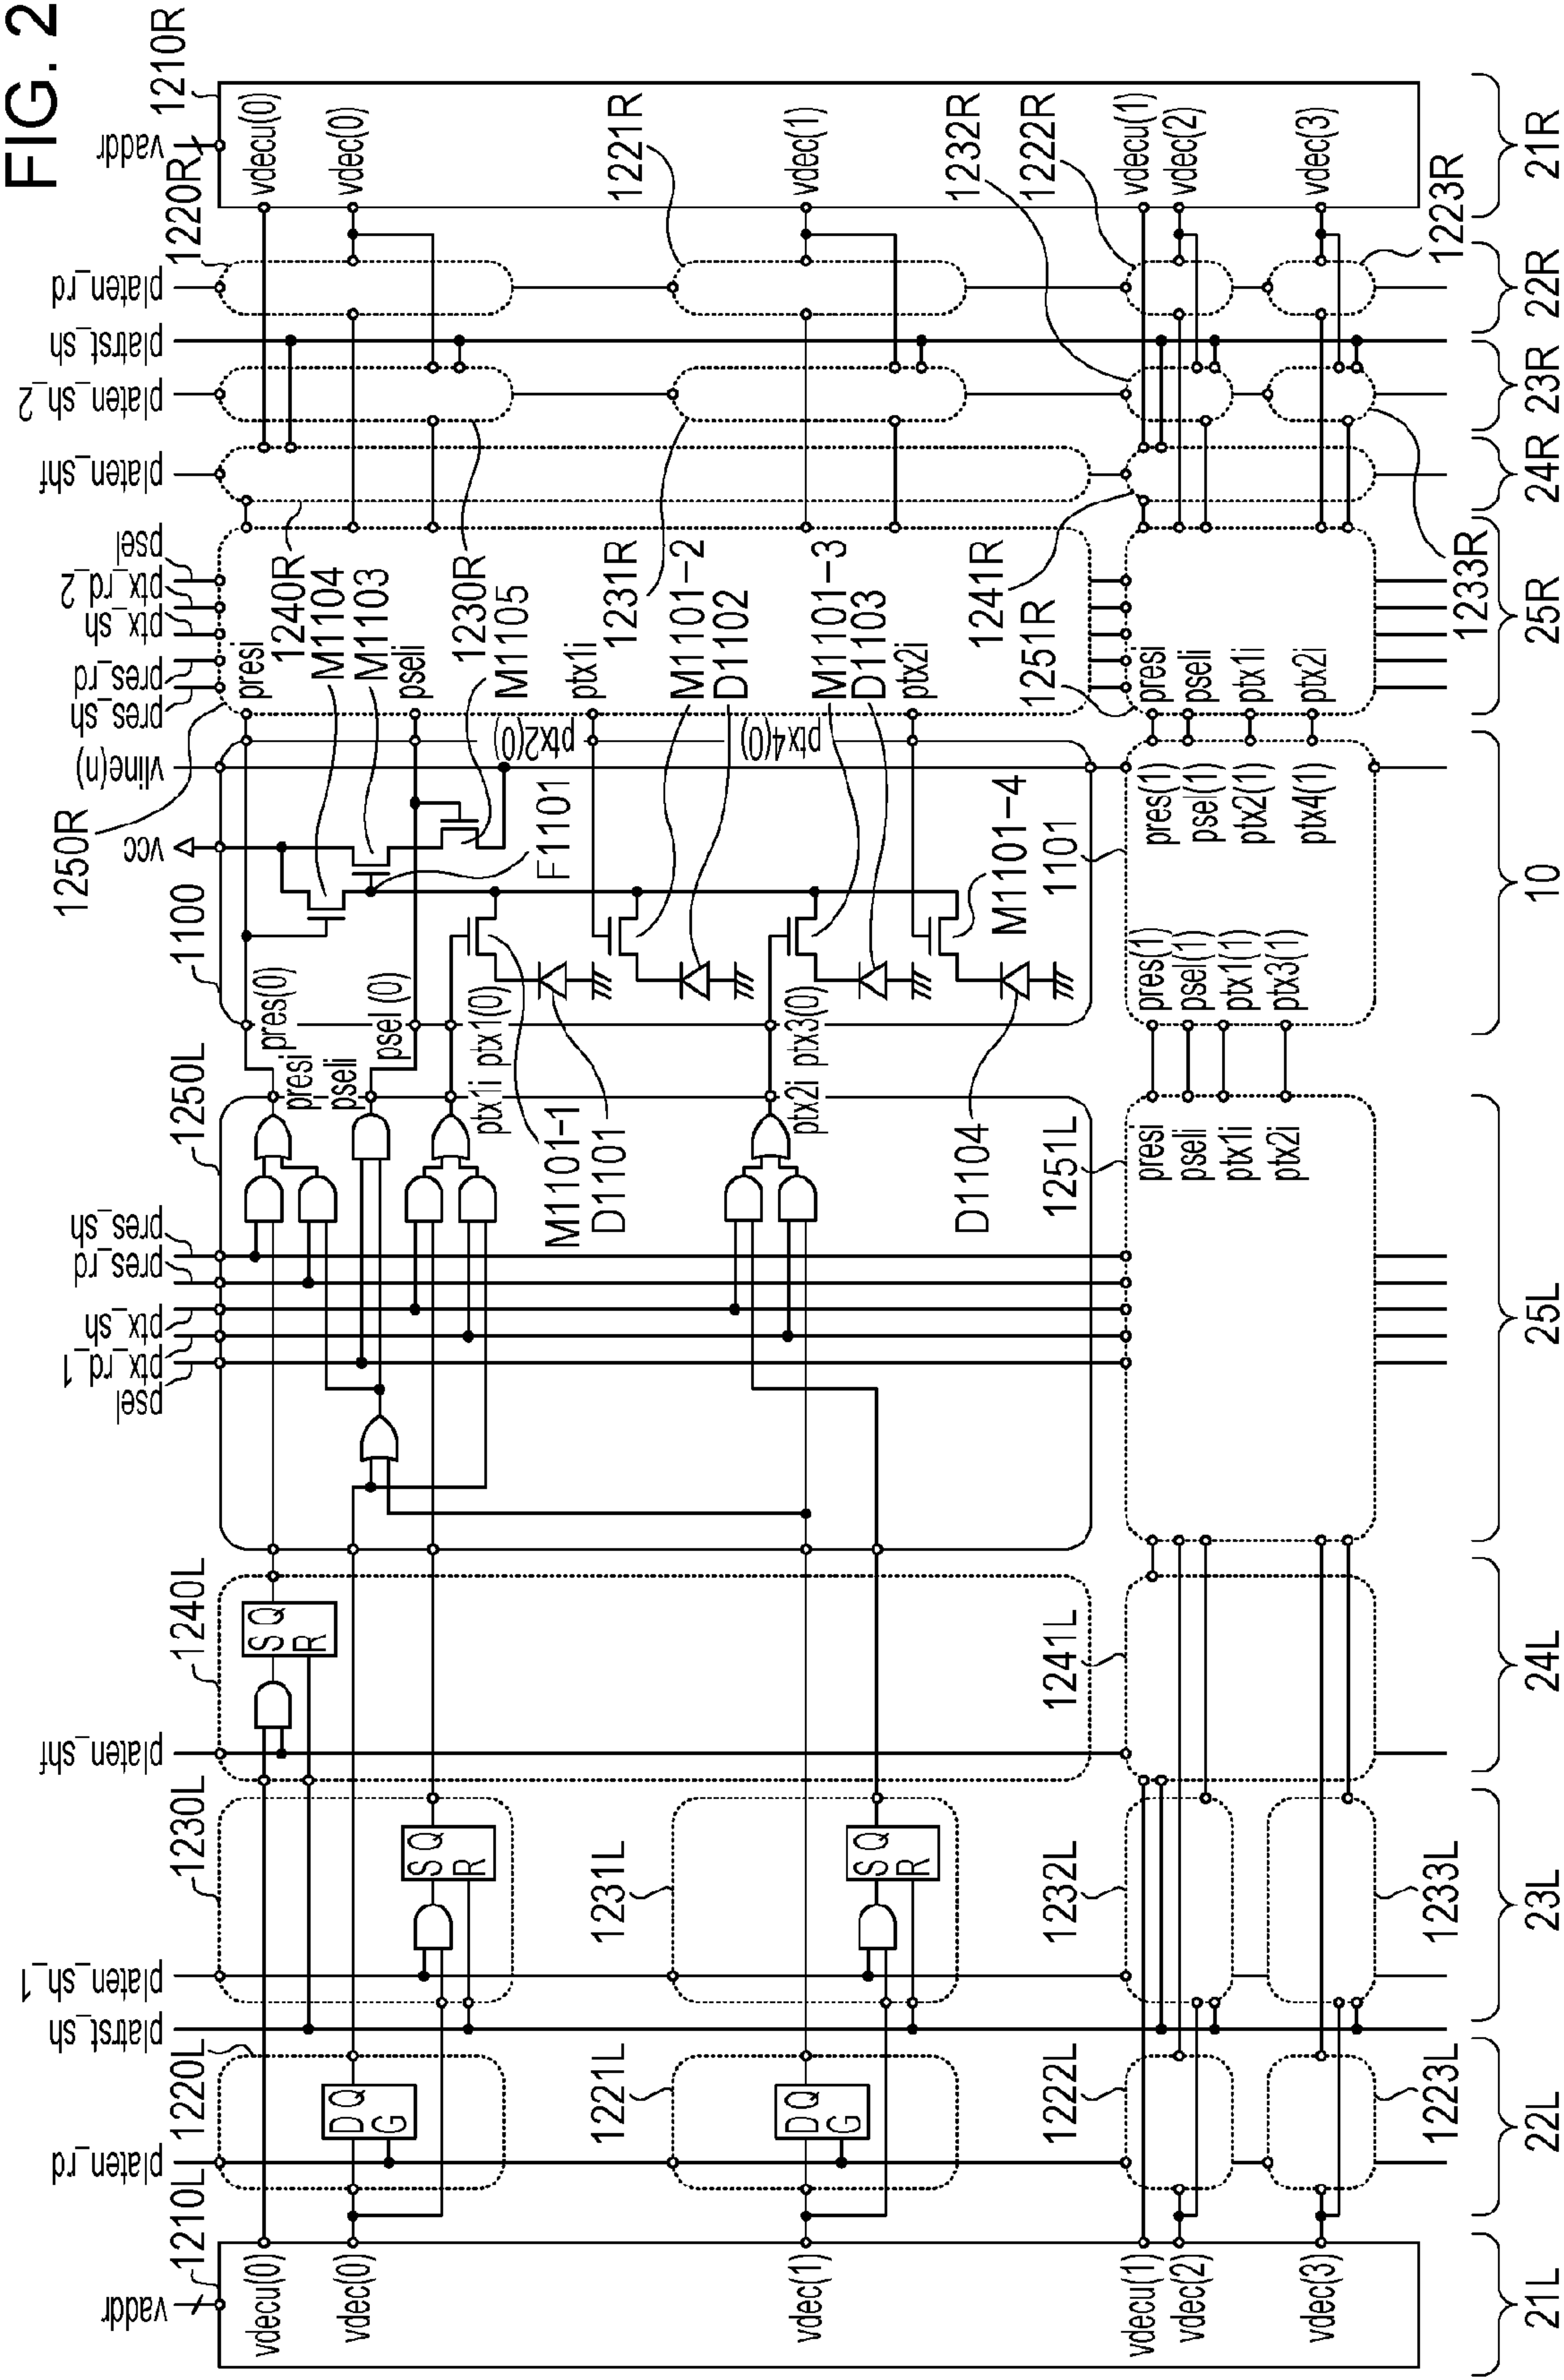 FIG. 2
vaddr
1210L
platen_rd
1220L
platrst_sh
platen_sh_1
1230L
platen_shf
1240L
psel
ptx_rd_1
ptx_sh
pres_rd
pres_sh
1250L
1100
vcc
1250R
vline(n)
pres_sh
pres_rd
ptx_sh
ptx_rd_2
psel
platen_shf
platen_sh_2
platrst_sh
platen_rd
1220R
vaddr
1210R
vdecu(0)
vdec(0)
D Q
G
S Q
R
S Q
R
presi
pseli
pres(0)
psel (0)
presi
1240R
M1104
M1103
pseli
1230R
M1105
F1101
vdecu(0)
vdec(0)
ptx1i
ptx1(0)
M1101-1
D1101
ptx2(0)
ptx1i
1231R
M1101-2
D1102
1221R
1221L
1231L
vdec(1)
D Q
G
S Q
R
ptx2i
ptx3(0)
ptx4(0)
M1101-3
D1103
ptx2i
vdec(1)
D1104
M1101-4
1241R
1232R
1222L
1232L
1241L
1251L
1101
1251R
1222R
vdecu(1)
vdec(2)
vdec(3)
presi
pseli
ptx1i
ptx2i
pres(1)
psel(1)
ptx1(1)
ptx3(1)
pres(1)
psel(1)
ptx2(1)
ptx4(1)
presi
pseli
ptx1i
ptx2i
vdecu(1)
vdec(2)
vdec(3)
1223L
1233L
1233R
1223R
21L
22L
23L
24L
25L
10
25R
24R
23R
22R
21R